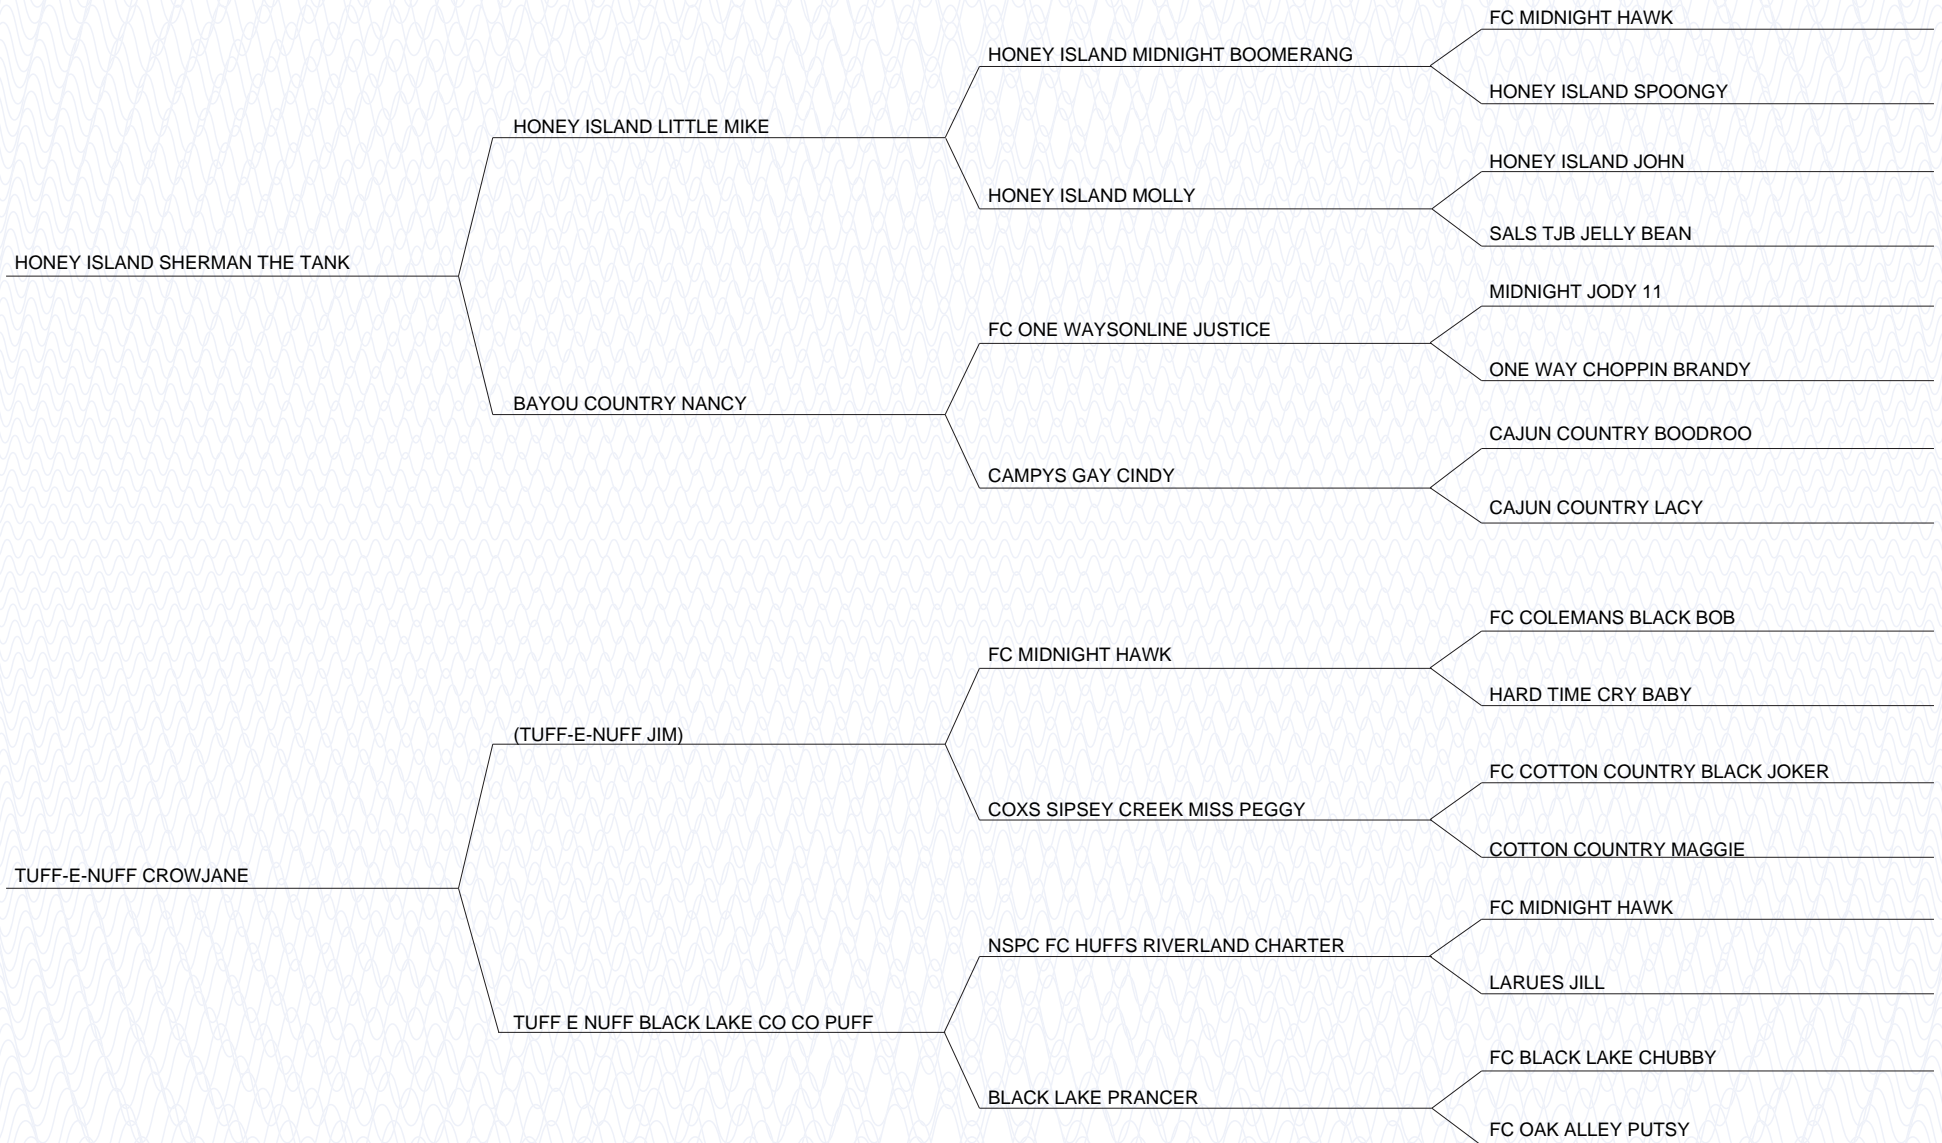 FC MIDNIGHT HAWK
HONEY ISLAND MIDNIGHT BOOMERANG
HONEY ISLAND SPOONGY
HONEY ISLAND LITTLE MIKE
HONEY ISLAND JOHN
HONEY ISLAND MOLLY
SALS TJB JELLY BEAN
HONEY ISLAND SHERMAN THE TANK
MIDNIGHT JODY 11
FC ONE WAYSONLINE JUSTICE
ONE WAY CHOPPIN BRANDY
BAYOU COUNTRY NANCY
CAJUN COUNTRY BOODROO
CAMPYS GAY CINDY
CAJUN COUNTRY LACY
FC COLEMANS BLACK BOB
FC MIDNIGHT HAWK
HARD TIME CRY BABY
(TUFF-E-NUFF JIM)
FC COTTON COUNTRY BLACK JOKER
COXS SIPSEY CREEK MISS PEGGY
COTTON COUNTRY MAGGIE
TUFF-E-NUFF CROWJANE
FC MIDNIGHT HAWK
NSPC FC HUFFS RIVERLAND CHARTER
LARUES JILL
TUFF E NUFF BLACK LAKE CO CO PUFF
FC BLACK LAKE CHUBBY
BLACK LAKE PRANCER
FC OAK ALLEY PUTSY